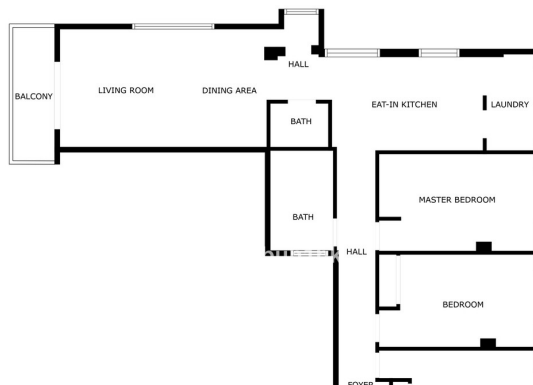 HALL
BALCONY
LIVING ROOM
DINING AREA
EAT-IN KITCHEN
LAUNDRY
BATH
MASTER BEDROOM
BATH
HALL
BEDROOM
FOYER